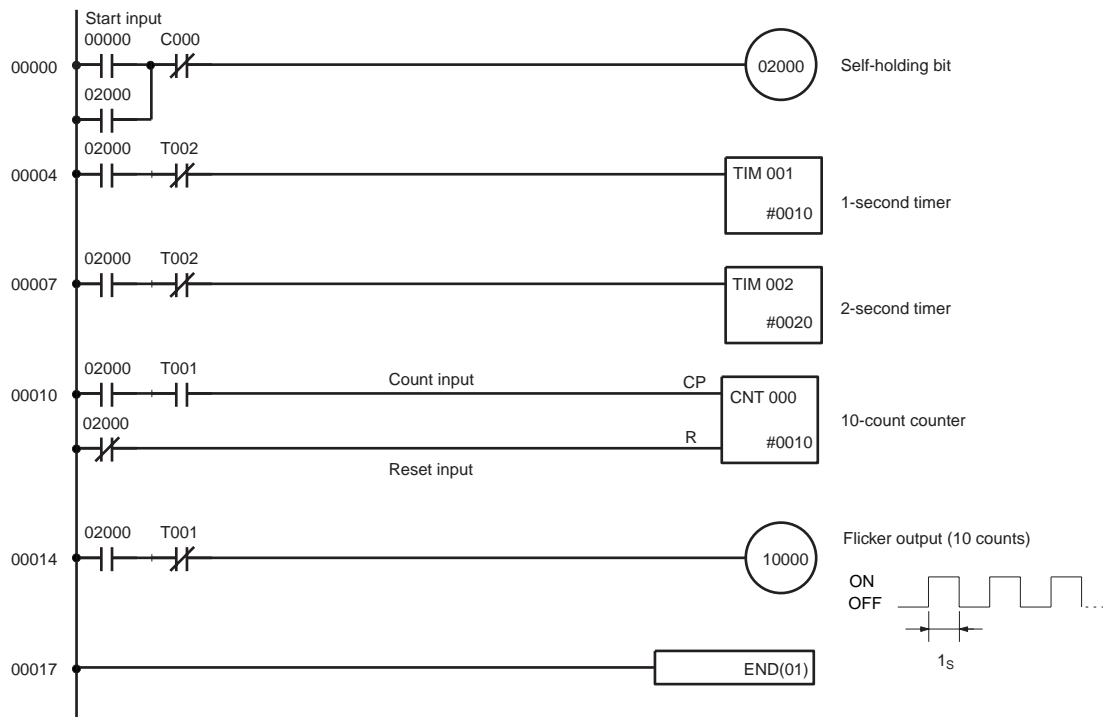 Start input
00000 C000
00000
02000
Self-holding bit
02000
02000 T002
00004
TIM 001
#0010
1-second timer
02000 T002
00007
TIM 002
#0020
2-second timer
02000 T001
00010
Count input
CP
CNT 000
#0010
10-count counter
02000
R
Reset input
02000 T001
00014
10000
Flicker output (10 counts)
ON
OFF
1s
00017
END(01)